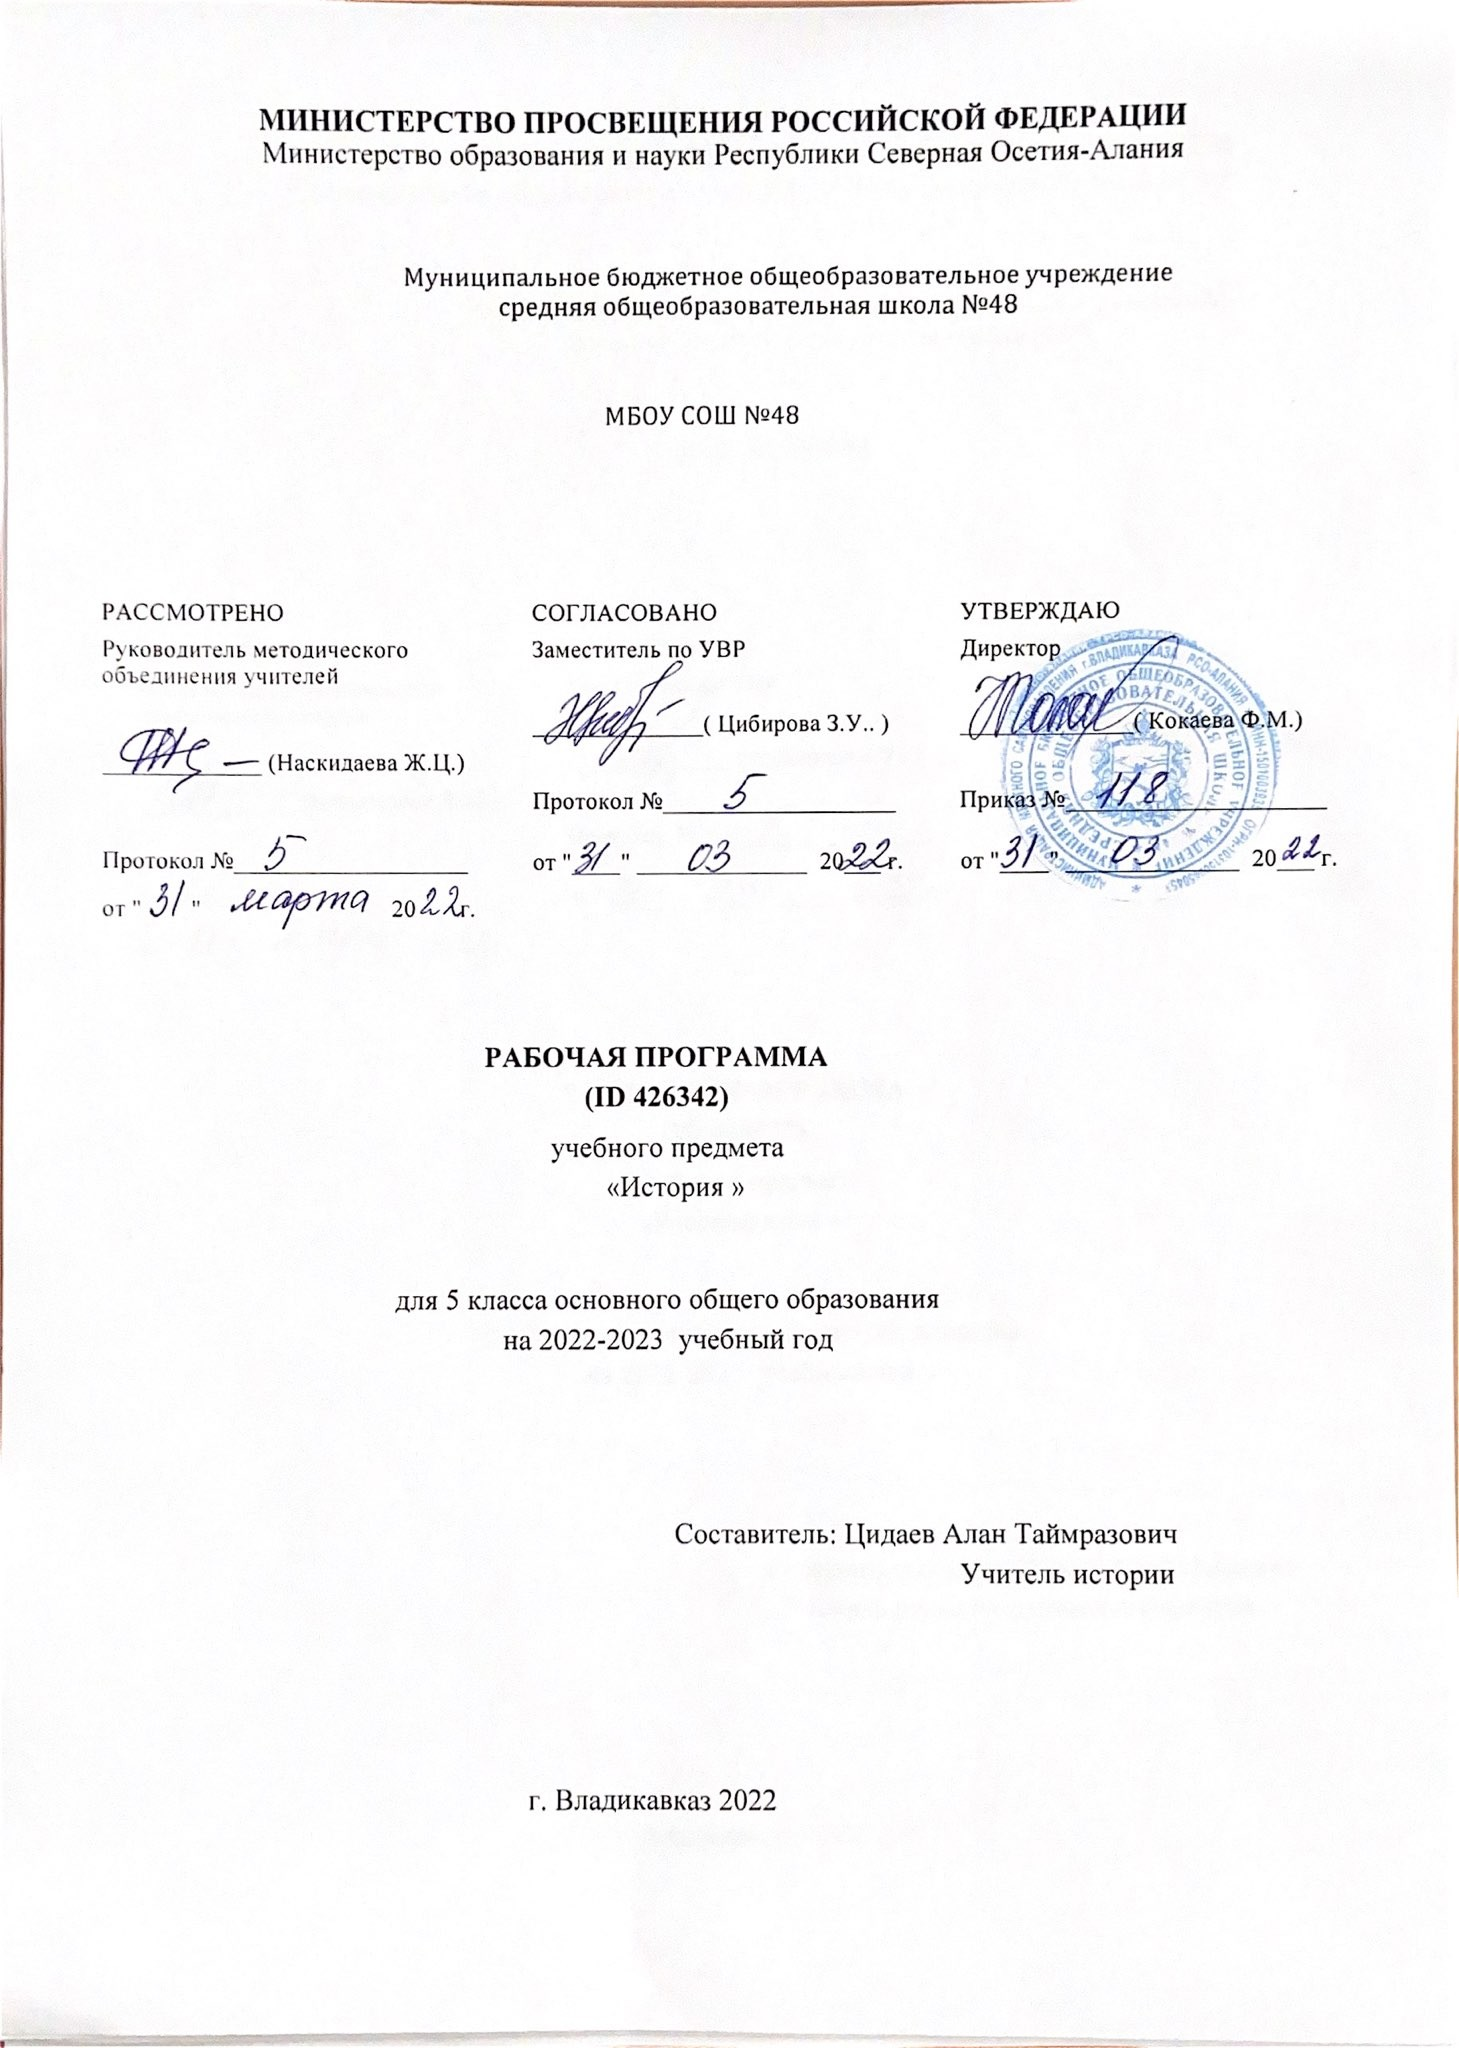 МИНИСТЕРСТВО ПРОСВЕЩЕНИЯ РОССИЙСКОЙ ФЕДЕРАЦИИ
Министерство образования и науки Республики Северная Осетия-Алания
Муниципальное бюджетное общеобразовательное учреждение
средняя общеобразовательная школа №48
МБОУ СОШ №48
РАССМОТРЕНО
Руководитель методического
объединения учителей
(Наскидаева Ж.Ц.)
Протокол № 5
от " 31 " марта 2022г.
СОГЛАСОВАНО
Заместитель по УВР
( Цибирова З.У.. )
Протокол № 5
от " 31 " 03 2022г.
УТВЕРЖДАЮ
Директор
( Кокаева Ф.М.)
Приказ № 118
от "31" 03 2022г.
РАБОЧАЯ ПРОГРАММА
(ID 426342)
учебного предмета
«История »
для 5 класса основного общего образования
на 2022-2023 учебный год
Составитель: Цидаев Алан Таймразович
Учитель истории
г. Владикавказ 2022